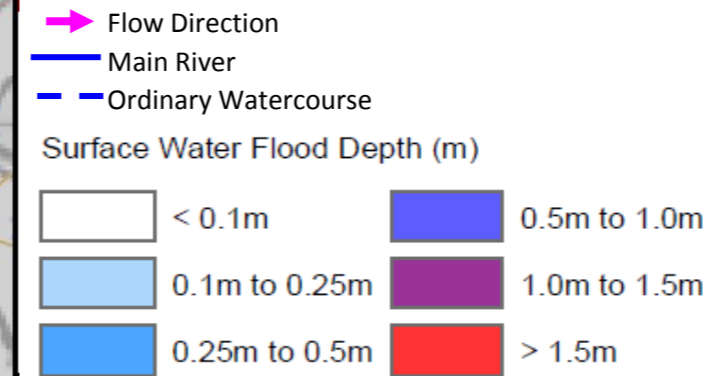 Flow Direction
Main River
Ordinary Watercourse
Surface Water Flood Depth (m)
< 0.1m
0.5m to 1.0m
0.1m to 0.25m
1.0m to 1.5m
0.25m to 0.5m
> 1.5m